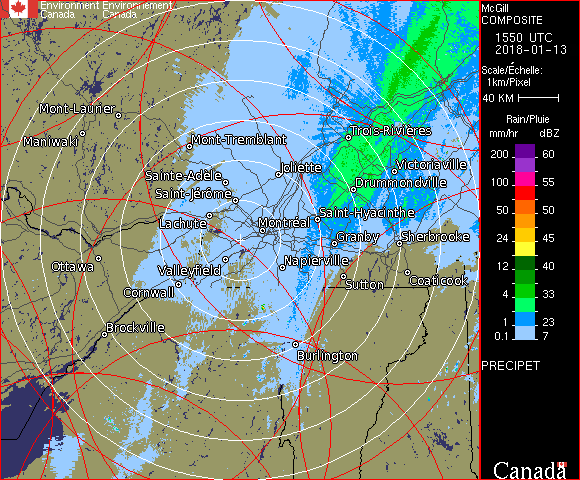 Environment Environnement
Canada Canada
McGill
COMPOSITE
1550 UTC
2018-01-13
Scale/Échelle:
1km/Pixel
40 KM
Rain/Pluie
mm/hr dBZ
200 60
100 55
50 50
24 45
12 40
4 33
1 23
0.1 7
PRECIPET
Canada
Mont-Laurier
Maniwaki
Mont-Tremblant
Trois-Rivières
Joliette
Victoriaville
Sainte-Adèle
Drummondville
Saint-Jérôme
Saint-Hyacinthe
Lachute
Montréal
Granby
Sherbrooke
Ottawa
Valleyfield
Napierville
Sutton
Coaticook
Cornwall
Brockville
Burlington